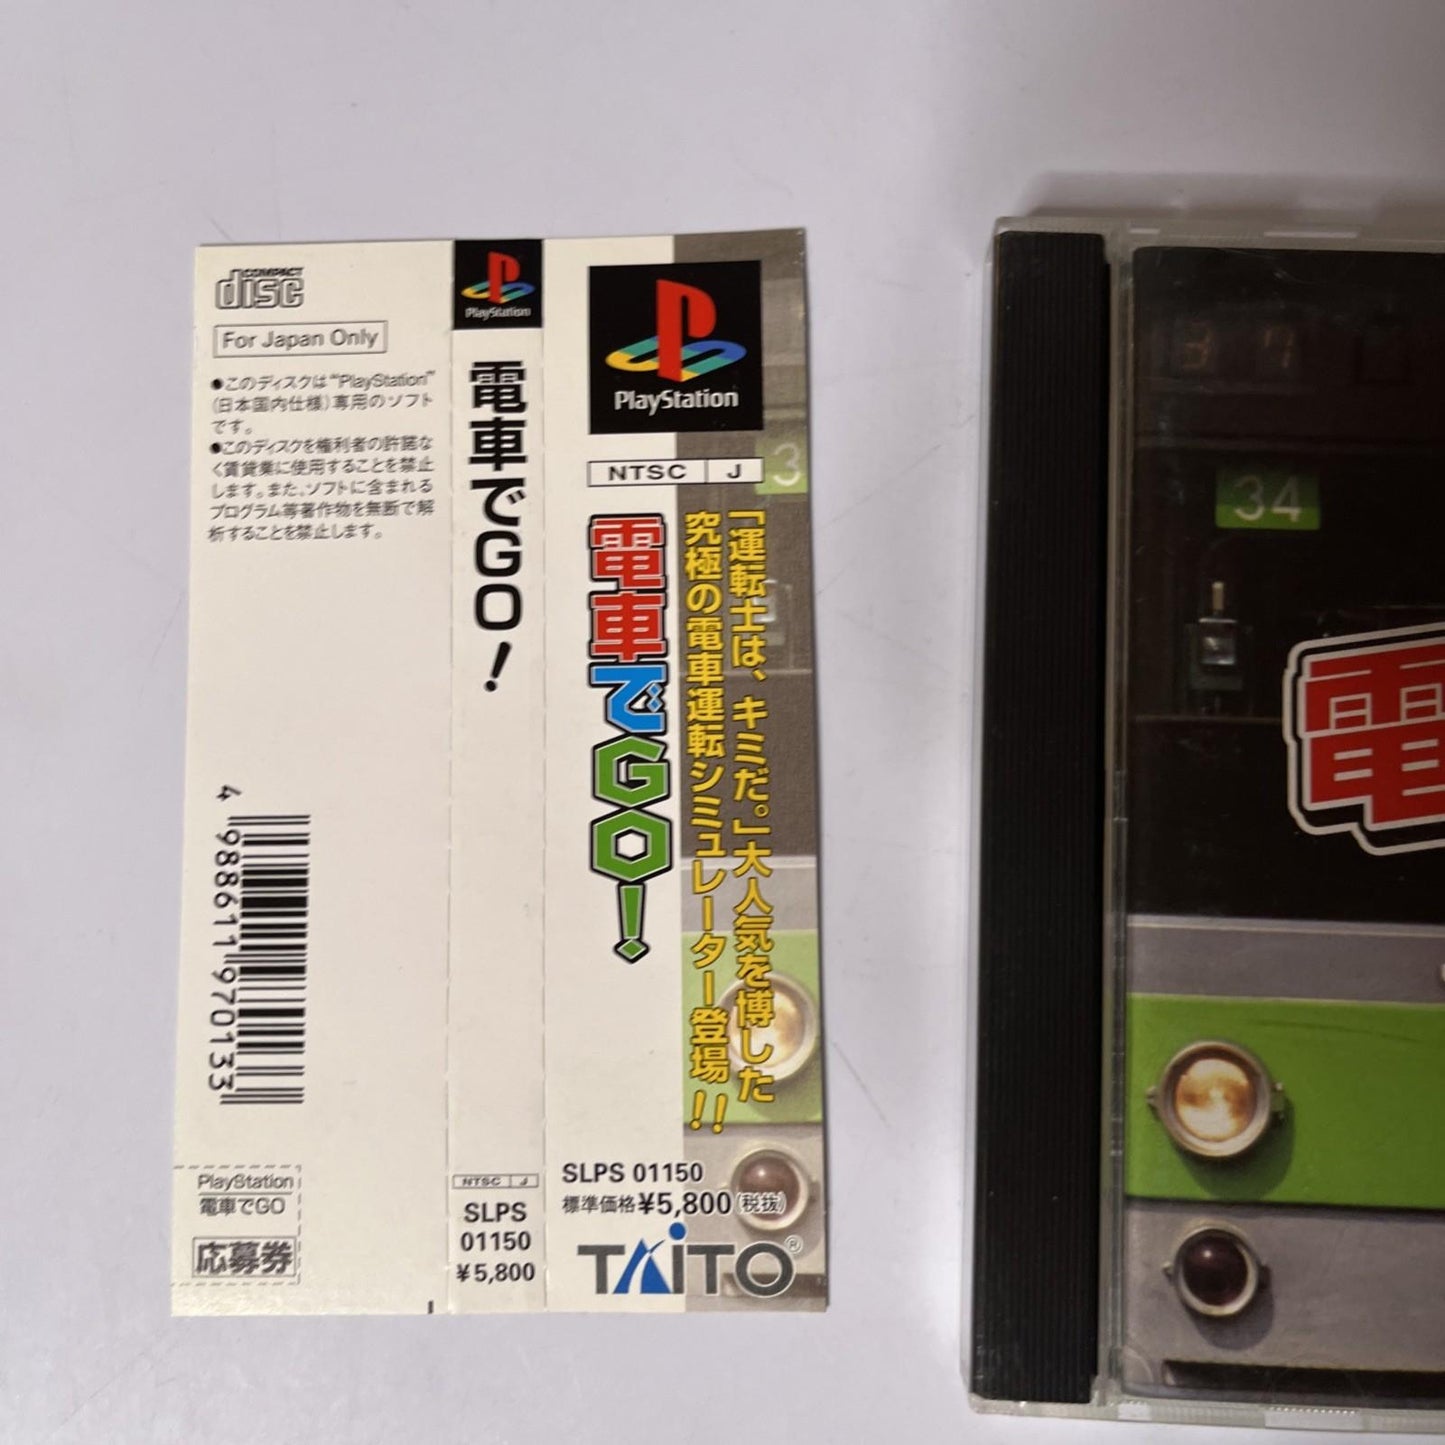 COMPACT
disc
For Japan Only
●このディスクは“PlayStation”
(日本国内仕様)専用のソフト
です。
●このディスクを権利者の許諾な
く賃貸業に使用することを禁止
します。また、ソフトに含まれる
プログラム等著作物を無断で解
析することを禁止します。
4 988611 970133
PlayStation
電車でGO
応募券
PlayStation
電車でGO!
NTSC J
SLPS
01150
¥5,800
PlayStation
NTSC J
3
電車でGO!
「運転士は、キミだ。」大人気を博した
究極の電車運転シミュレーター登場!!
SLPS 01150
標準価格¥5,800(税抜)
TAITO®
37
34
電